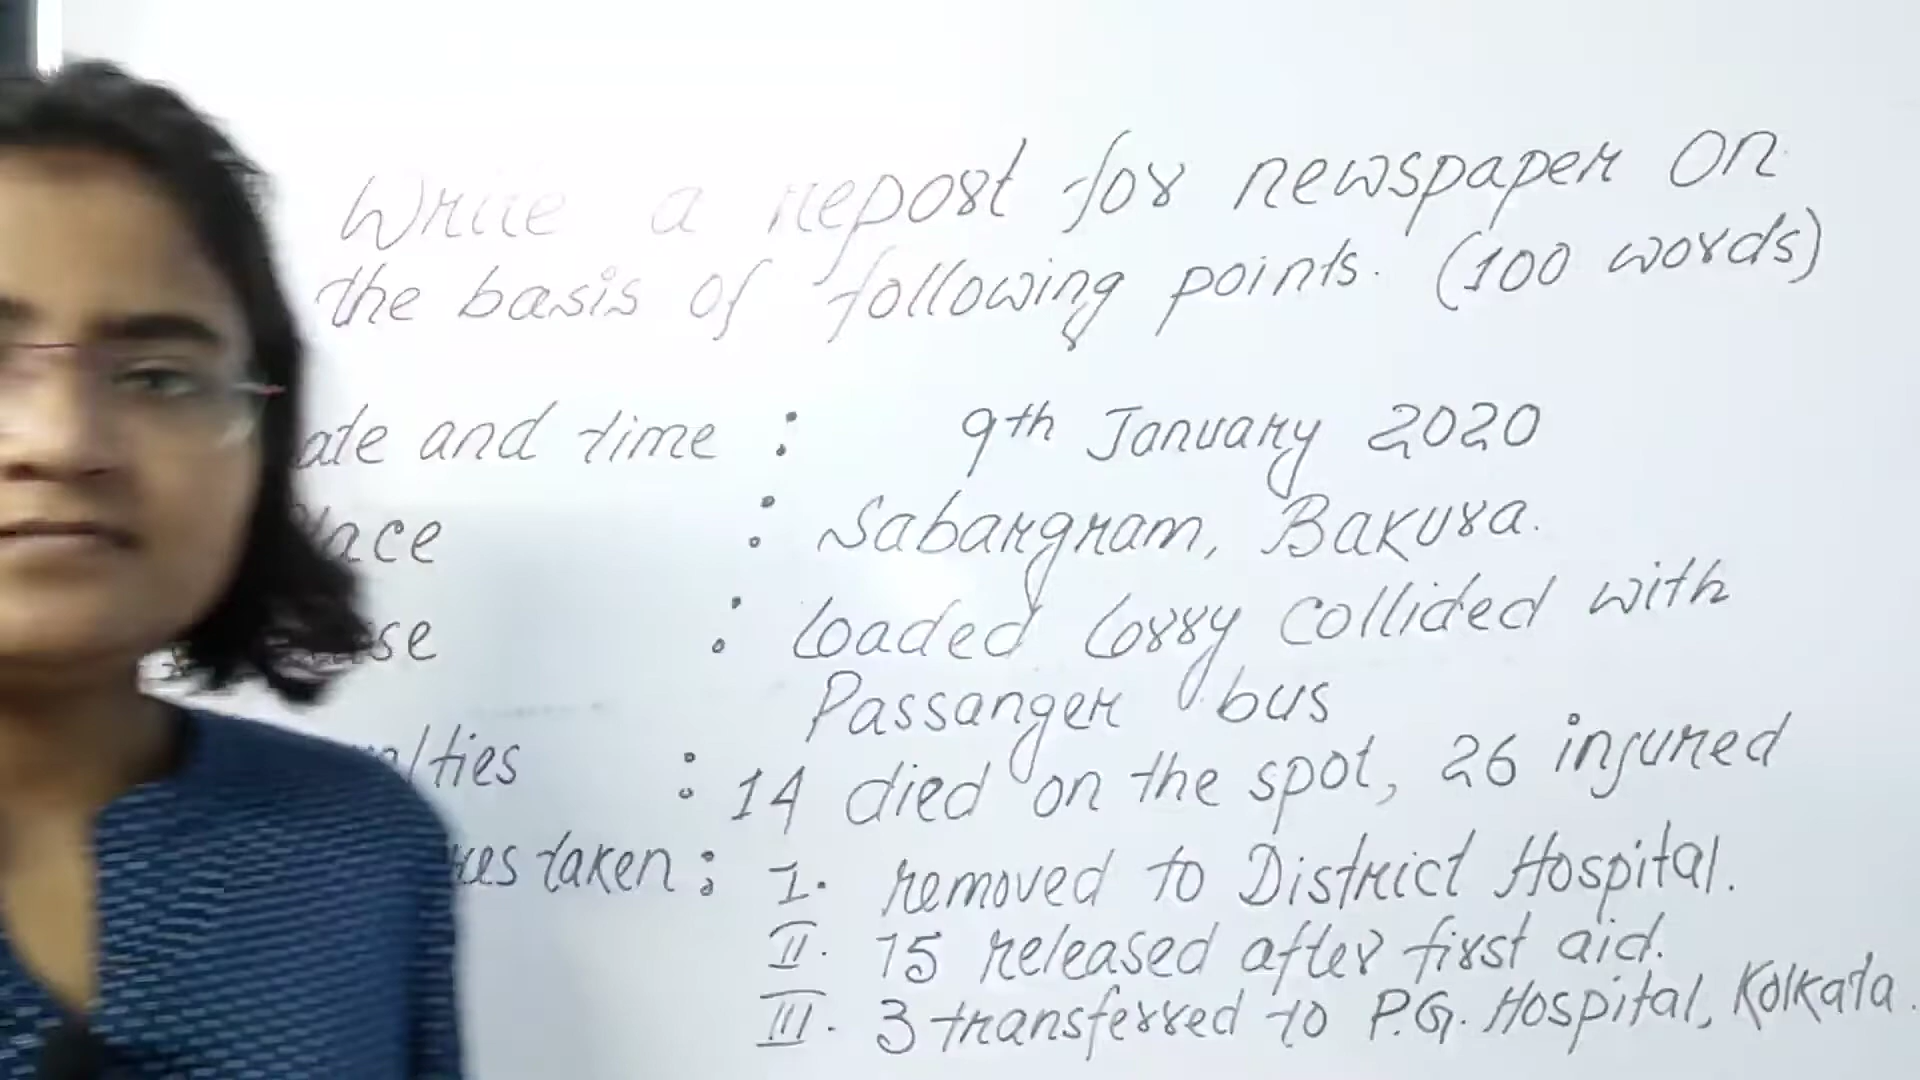 Write a report for newspaper on
the basis of following points. (100 words)
ate and time : 9th January 2020
lace : Sabargram, Bakura.
se : Loaded Lorry collided with
Passanger bus
lties : 14 died on the spot, 26 injured
res taken : I. removed to District Hospital.
II. 15 released after first aid.
III. 3 transferred to P.G. Hospital, Kolkata.